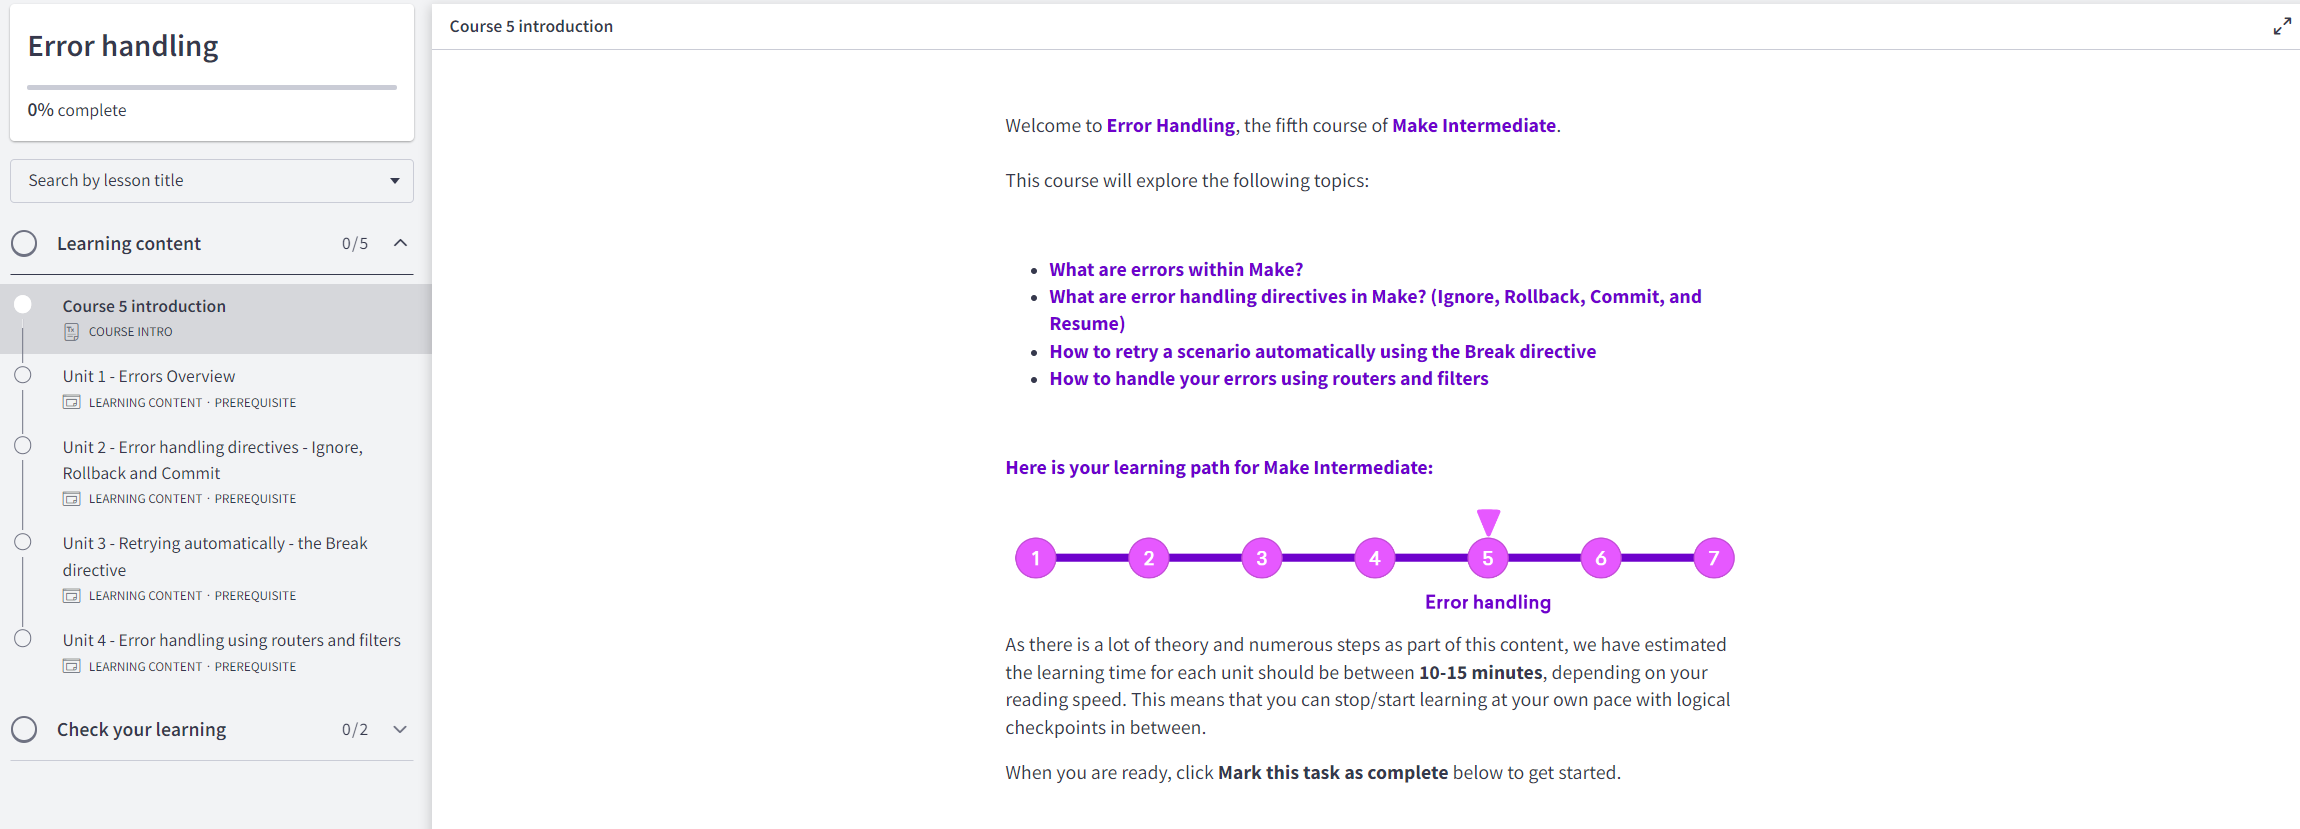 Error handling
0% complete
Search by lesson title
Learning content 0/5
Course 5 introduction
COURSE INTRO
Unit 1 - Errors Overview
LEARNING CONTENT · PREREQUISITE
Unit 2 - Error handling directives - Ignore,
Rollback and Commit
LEARNING CONTENT · PREREQUISITE
Unit 3 - Retrying automatically - the Break
directive
LEARNING CONTENT · PREREQUISITE
Unit 4 - Error handling using routers and filters
LEARNING CONTENT · PREREQUISITE
Check your learning 0/2
Course 5 introduction
Welcome to Error Handling, the fifth course of Make Intermediate.
This course will explore the following topics:
• What are errors within Make?
• What are error handling directives in Make? (Ignore, Rollback, Commit, and
Resume)
• How to retry a scenario automatically using the Break directive
• How to handle your errors using routers and filters
Here is your learning path for Make Intermediate:
1 2 3 4 5 6 7
Error handling
As there is a lot of theory and numerous steps as part of this content, we have estimated
the learning time for each unit should be between 10-15 minutes, depending on your
reading speed. This means that you can stop/start learning at your own pace with logical
checkpoints in between.
When you are ready, click Mark this task as complete below to get started.